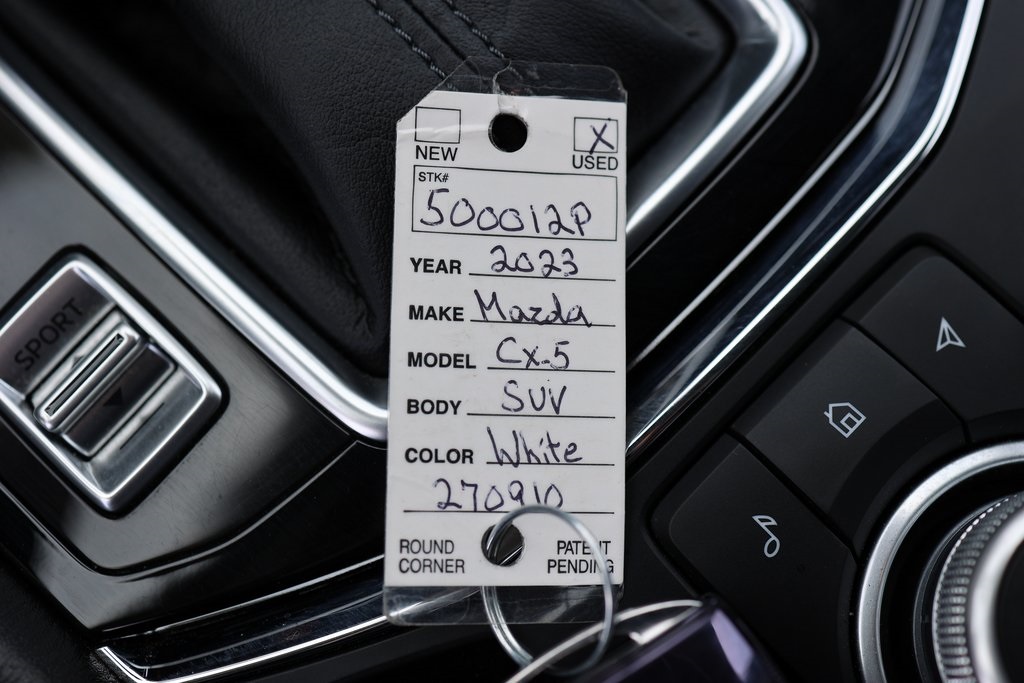 NEW
X
USED
STK#
500012P
YEAR 2023
MAKE Mazda
MODEL Cx-5
BODY SUV
COLOR White
270910
ROUND CORNER
PATENT PENDING
SPORT